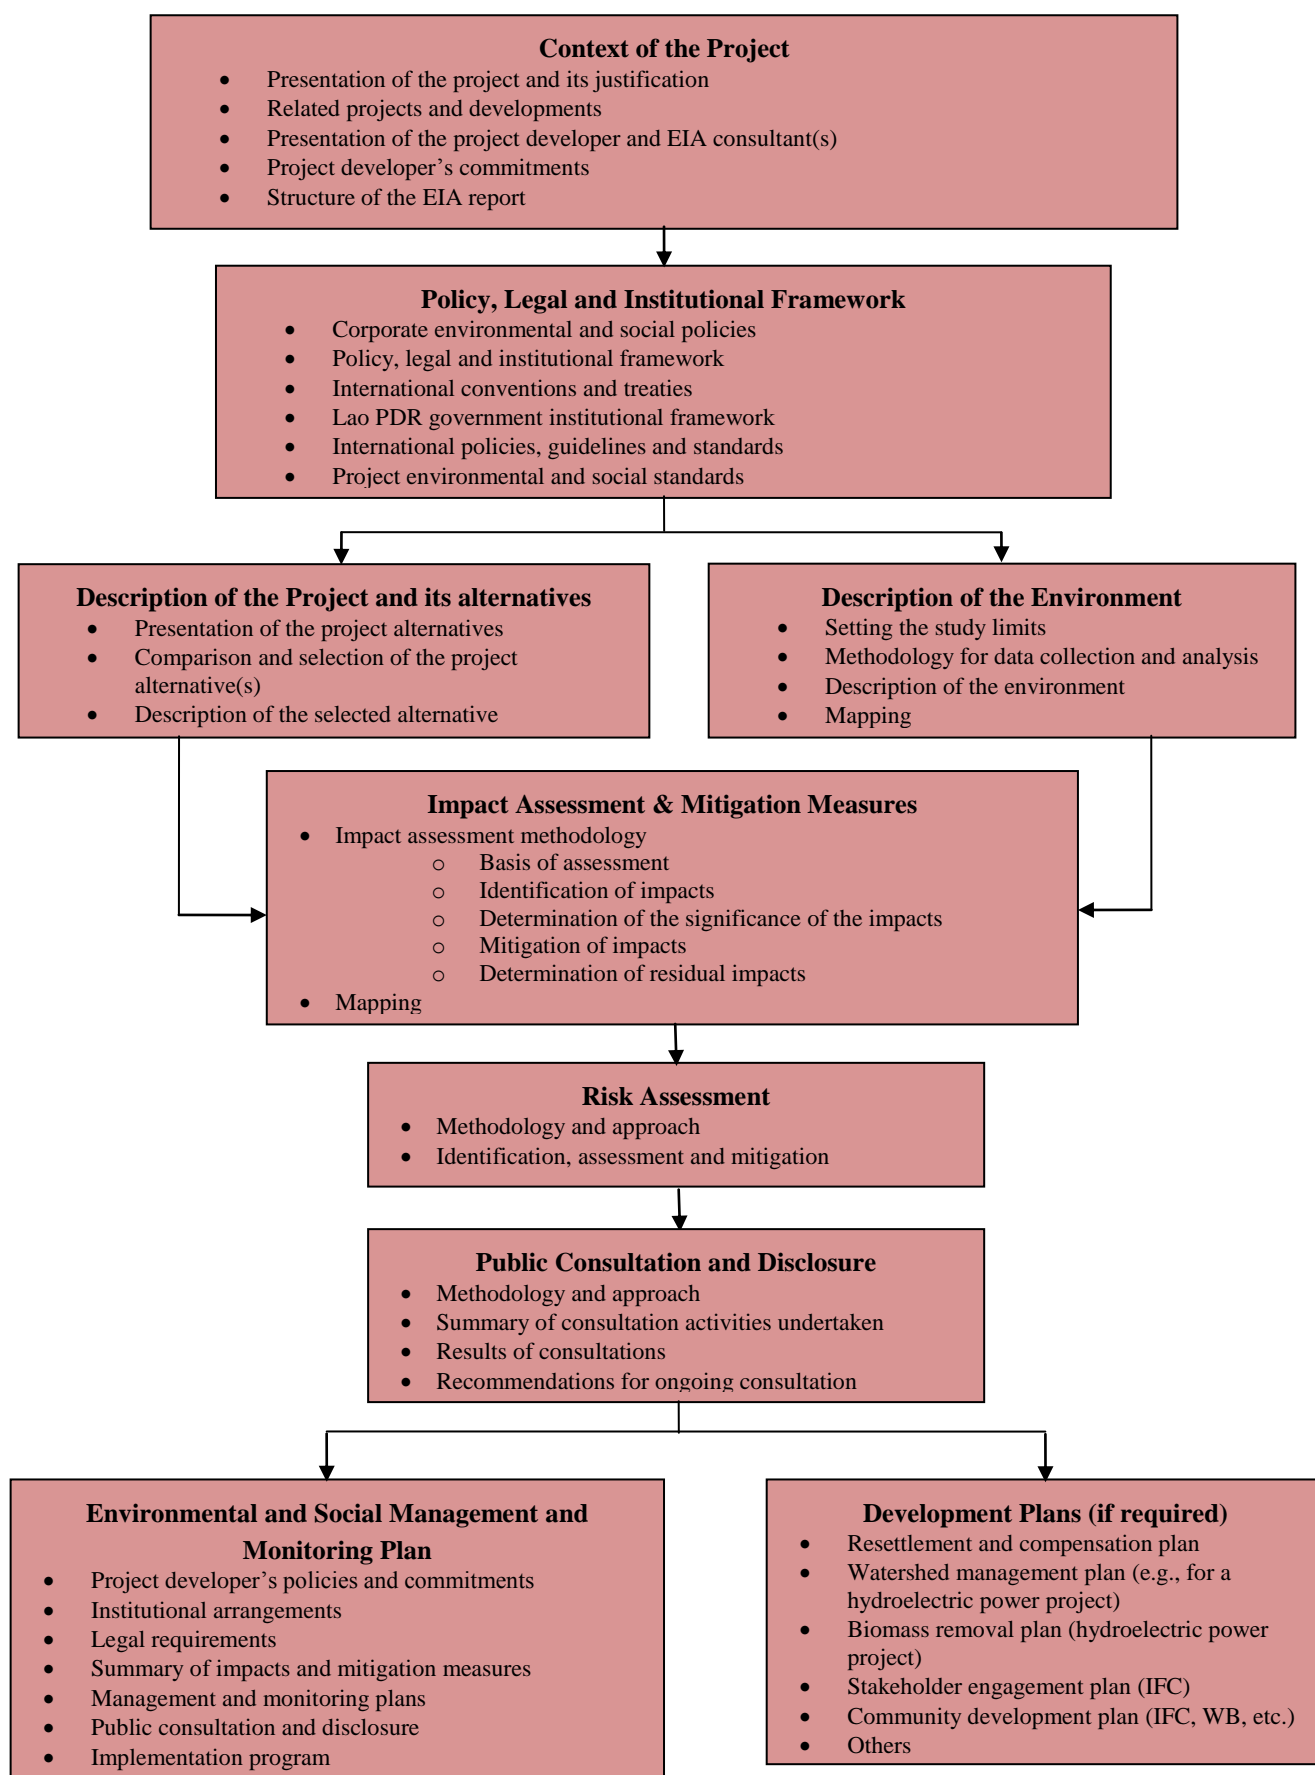 Context of the Project
• Presentation of the project and its justification
• Related projects and developments
• Presentation of the project developer and EIA consultant(s)
• Project developer’s commitments
• Structure of the EIA report
Policy, Legal and Institutional Framework
• Corporate environmental and social policies
• Policy, legal and institutional framework
• International conventions and treaties
• Lao PDR government institutional framework
• International policies, guidelines and standards
• Project environmental and social standards
Description of the Project and its alternatives
• Presentation of the project alternatives
• Comparison and selection of the project
alternative(s)
• Description of the selected alternative
Description of the Environment
• Setting the study limits
• Methodology for data collection and analysis
• Description of the environment
• Mapping
Impact Assessment & Mitigation Measures
• Impact assessment methodology
o Basis of assessment
o Identification of impacts
o Determination of the significance of the impacts
o Mitigation of impacts
o Determination of residual impacts
• Mapping
Risk Assessment
• Methodology and approach
• Identification, assessment and mitigation
Public Consultation and Disclosure
• Methodology and approach
• Summary of consultation activities undertaken
• Results of consultations
• Recommendations for ongoing consultation
Environmental and Social Management and
Monitoring Plan
• Project developer’s policies and commitments
• Institutional arrangements
• Legal requirements
• Summary of impacts and mitigation measures
• Management and monitoring plans
• Public consultation and disclosure
• Implementation program
Development Plans (if required)
• Resettlement and compensation plan
• Watershed management plan (e.g., for a
hydroelectric power project)
• Biomass removal plan (hydroelectric power
project)
• Stakeholder engagement plan (IFC)
• Community development plan (IFC, WB, etc.)
• Others